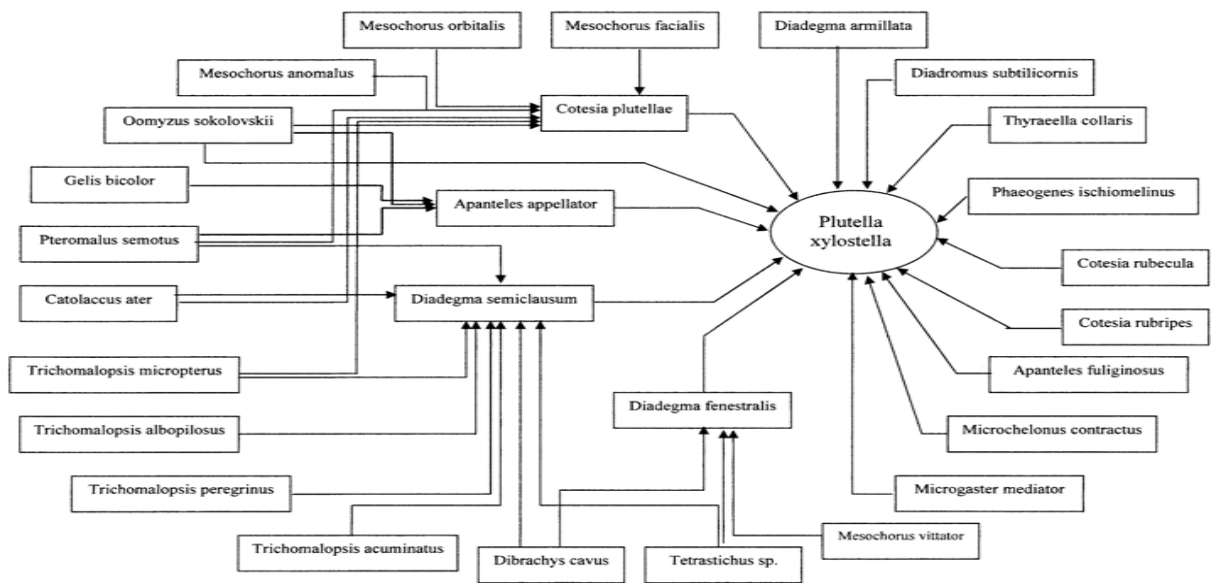 Mesochorus orbitalis
Mesochorus facialis
Diadegma armillata
Mesochorus anomalus
Diadromus subtilicornis
Oomyzus sokolovskii
Cotesia plutellae
Thyraeella collaris
Gelis bicolor
Apanteles appellator
Phaeogenes ischiomelinus
Plutella
xylostella
Pteromalus semotus
Cotesia rubecula
Catolaccus ater
Diadegma semiclausum
Cotesia rubripes
Trichomalopsis micropterus
Apanteles fuliginosus
Diadegma fenestralis
Trichomalopsis albopilosus
Microchelonus contractus
Trichomalopsis peregrinus
Microgaster mediator
Mesochorus vittator
Trichomalopsis acuminatus
Dibrachys cavus
Tetrastichus sp.